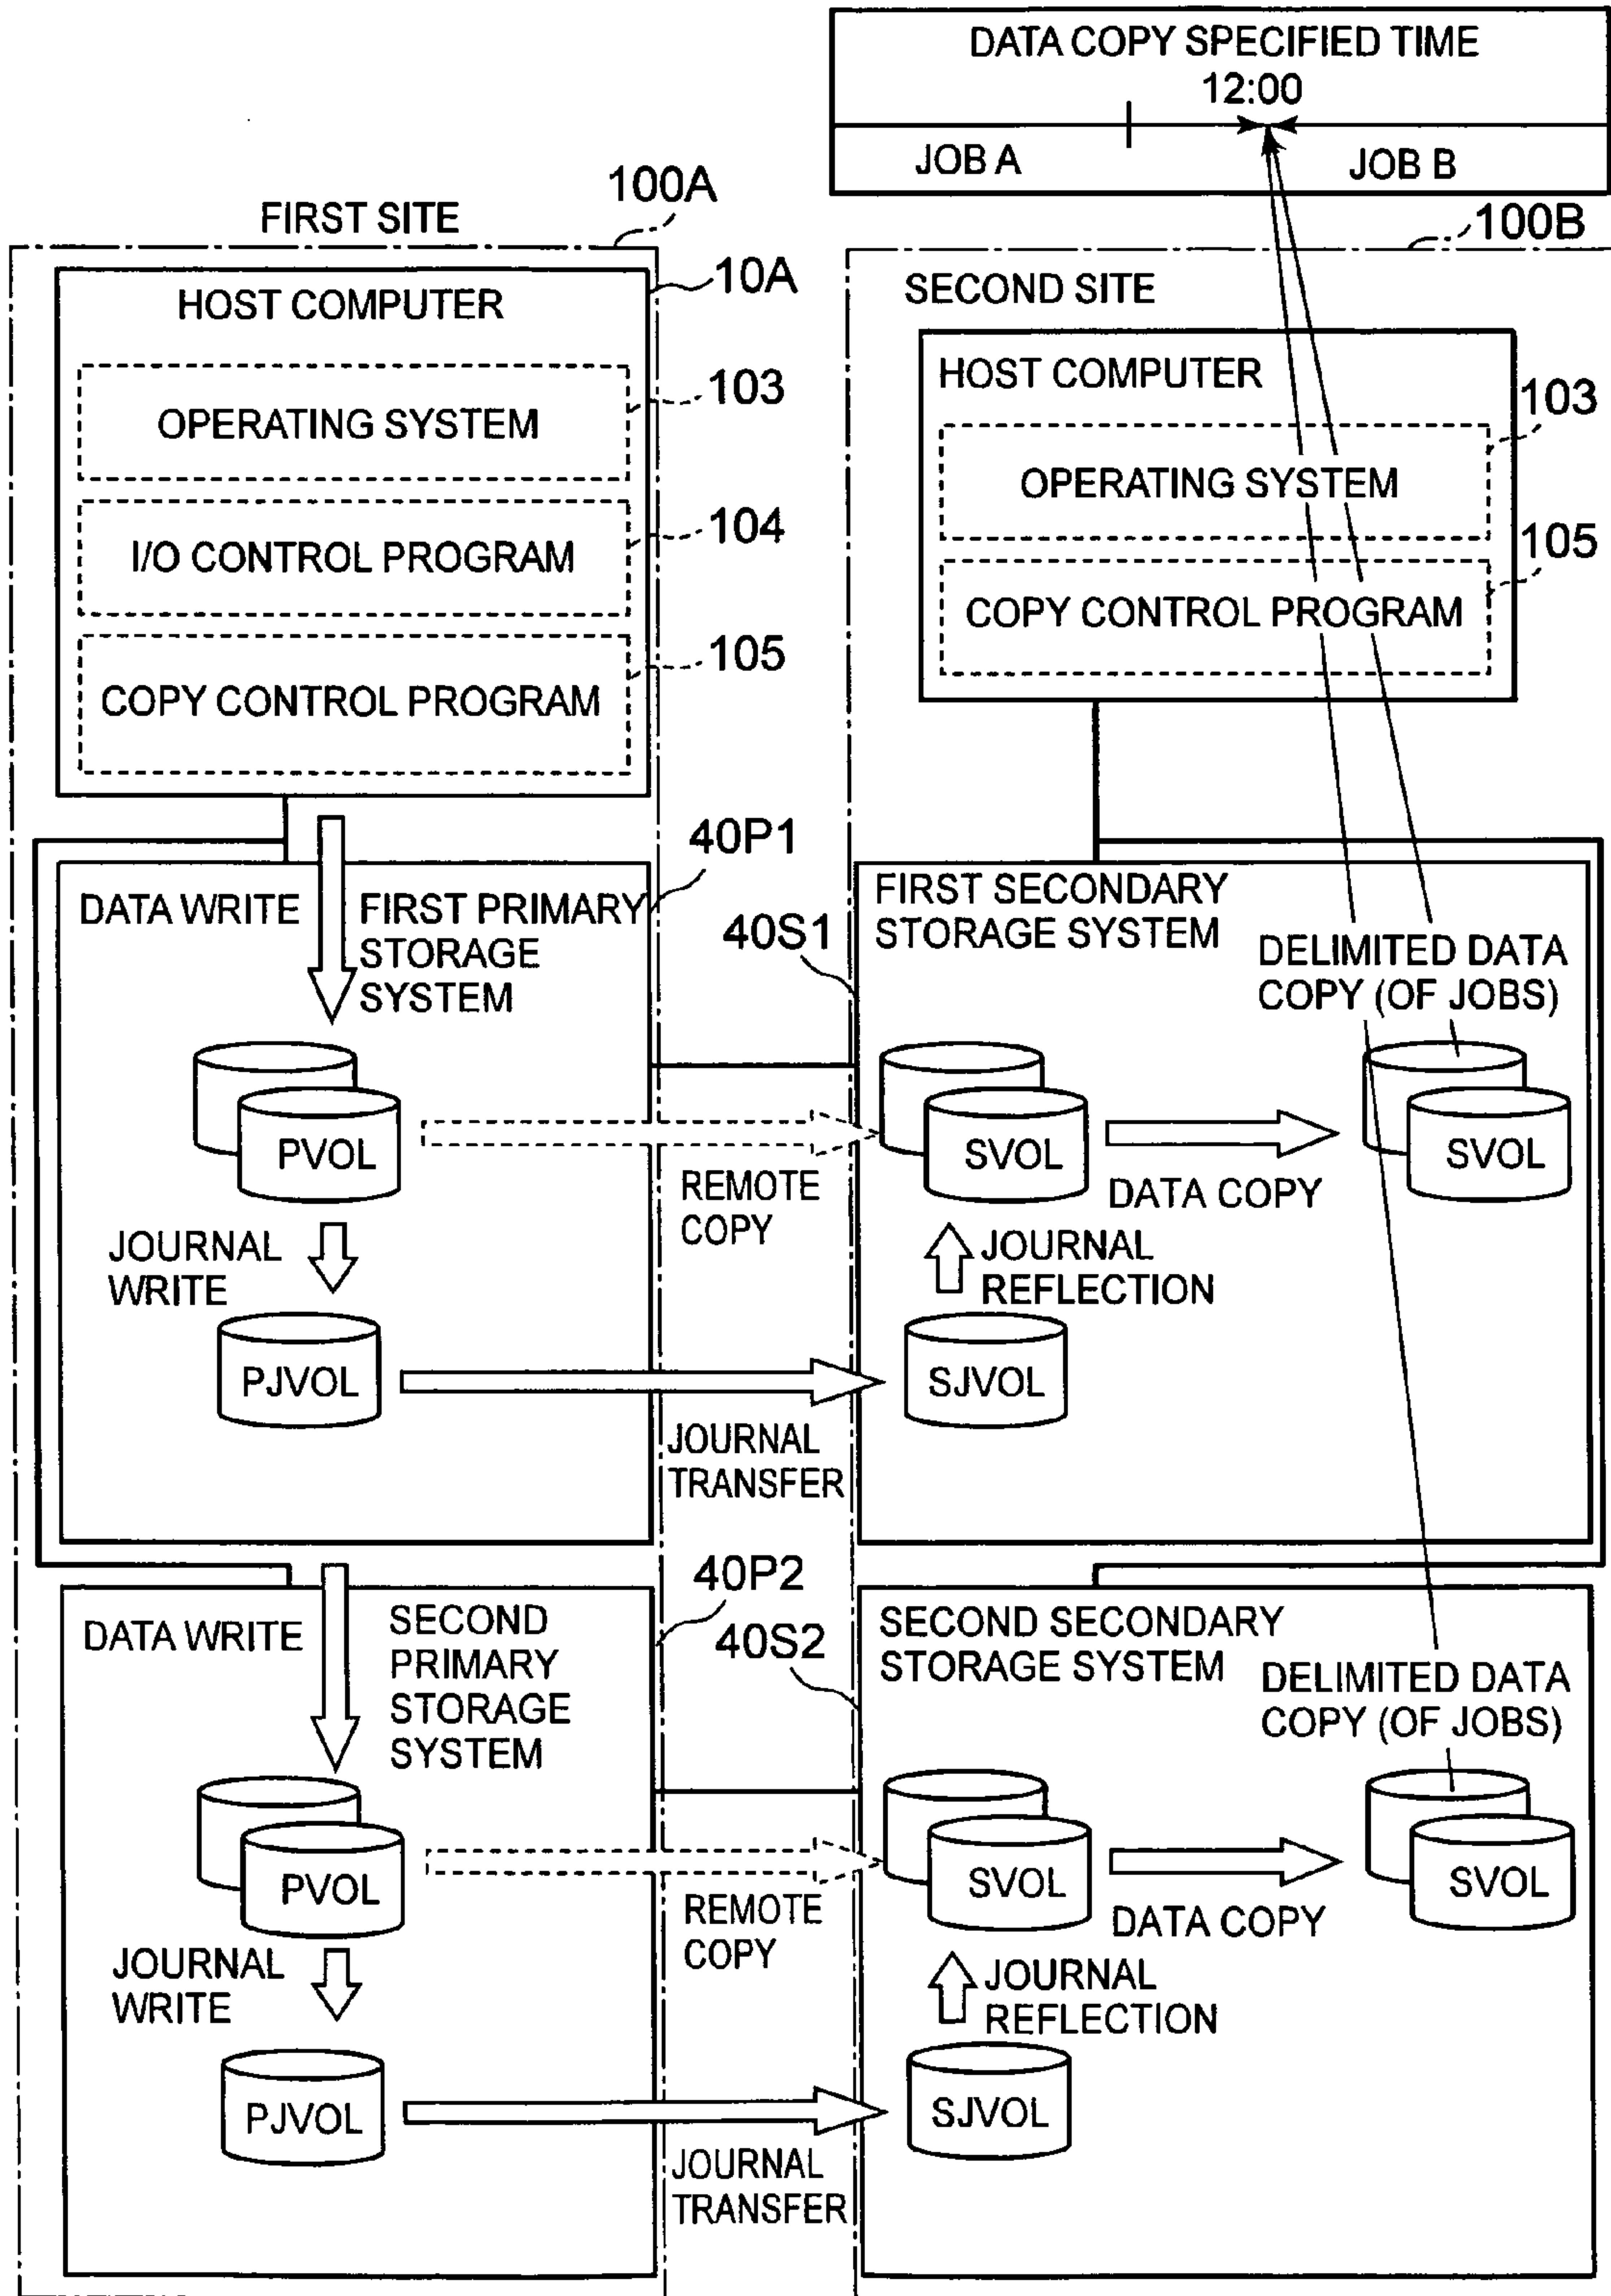 DATA COPY SPECIFIED TIME
12:00
JOB A
JOB B
100A
FIRST SITE
10A
HOST COMPUTER
103
OPERATING SYSTEM
104
I/O CONTROL PROGRAM
105
COPY CONTROL PROGRAM
100B
SECOND SITE
HOST COMPUTER
103
OPERATING SYSTEM
105
COPY CONTROL PROGRAM
40P1
DATA WRITE
FIRST PRIMARY
STORAGE
SYSTEM
PVOL
JOURNAL
WRITE
PJVOL
REMOTE
COPY
JOURNAL
TRANSFER
40S1
FIRST SECONDARY
STORAGE SYSTEM
DELIMITED DATA
COPY (OF JOBS)
SVOL
DATA COPY
SVOL
JOURNAL
REFLECTION
SJVOL
40P2
DATA WRITE
SECOND
PRIMARY
STORAGE
SYSTEM
PVOL
JOURNAL
WRITE
PJVOL
REMOTE
COPY
JOURNAL
TRANSFER
40S2
SECOND SECONDARY
STORAGE SYSTEM
DELIMITED DATA
COPY (OF JOBS)
SVOL
DATA COPY
SVOL
JOURNAL
REFLECTION
SJVOL